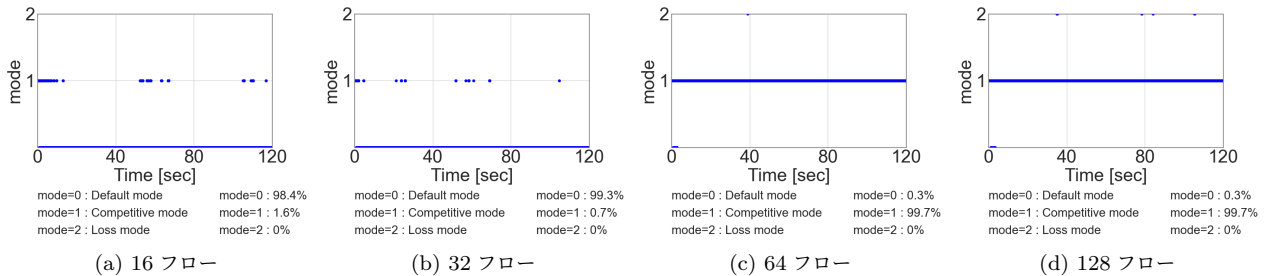 2
mode
1
0 40 80 120
Time [sec]
mode=0 : Default mode mode=0 : 98.4%
mode=1 : Competitive mode mode=1 : 1.6%
mode=2 : Loss mode mode=2 : 0%
(a) 16 フロー
2
mode
1
0 40 80 120
Time [sec]
mode=0 : Default mode mode=0 : 99.3%
mode=1 : Competitive mode mode=1 : 0.7%
mode=2 : Loss mode mode=2 : 0%
(b) 32 フロー
2
mode
1
0 40 80 120
Time [sec]
mode=0 : Default mode mode=0 : 0.3%
mode=1 : Competitive mode mode=1 : 99.7%
mode=2 : Loss mode mode=2 : 0%
(c) 64 フロー
2
mode
1
0 40 80 120
Time [sec]
mode=0 : Default mode mode=0 : 0.3%
mode=1 : Competitive mode mode=1 : 99.7%
mode=2 : Loss mode mode=2 : 0%
(d) 128 フロー